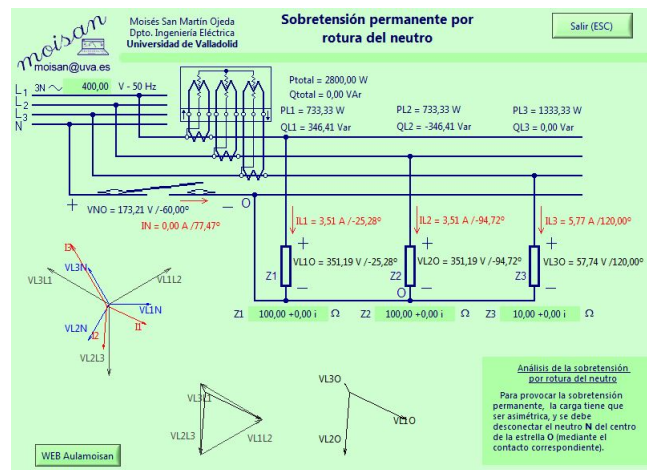 moisan
moisan@uva.es
Moisés San Martín Ojeda
Dpto. Ingeniería Eléctrica
Universidad de Valladolid
Sobretensión permanente por
rotura del neutro
Salir (ESC)
L1 3N 400,00 V - 50 Hz
L2
L3
N
Ptotal = 2800,00 W
Qtotal = 0,00 VAr
PL1 = 733,33 W
QL1 = 346,41 Var
PL2 = 733,33 W
QL2 = -346,41 Var
PL3 = 1333,33 W
QL3 = 0,00 Var
+ VNO = 173,21 V /-60,00º − O
IN = 0,00 A /77,47º
IL1 = 3,51 A /-25,28º
IL2 = 3,51 A /-94,72º
IL3 = 5,77 A /120,00º
+ + +
VL1O = 351,19 V /-25,28º
VL2O = 351,19 V /-94,72º
VL3O = 57,74 V /120,00º
Z1 Z2 Z3
− − −
O
Z1 100,00 +0,00 i Ω Z2 100,00 +0,00 i Ω Z3 10,00 +0,00 i Ω
I3
VL3N
VL3L1
VL1L2
VL1N
VL2N
I2
I1
VL2L3
VL3L1
VL2L3
VL1L2
VL3O
VL1O
VL2O
Análisis de la sobretensión
por rotura del neutro
Para provocar la sobretensión
permanente, la carga tiene que
ser asimétrica, y se debe
desconectar el neutro N del centro
de la estrella O (mediante el
contacto correspondiente).
WEB Aulamoisan